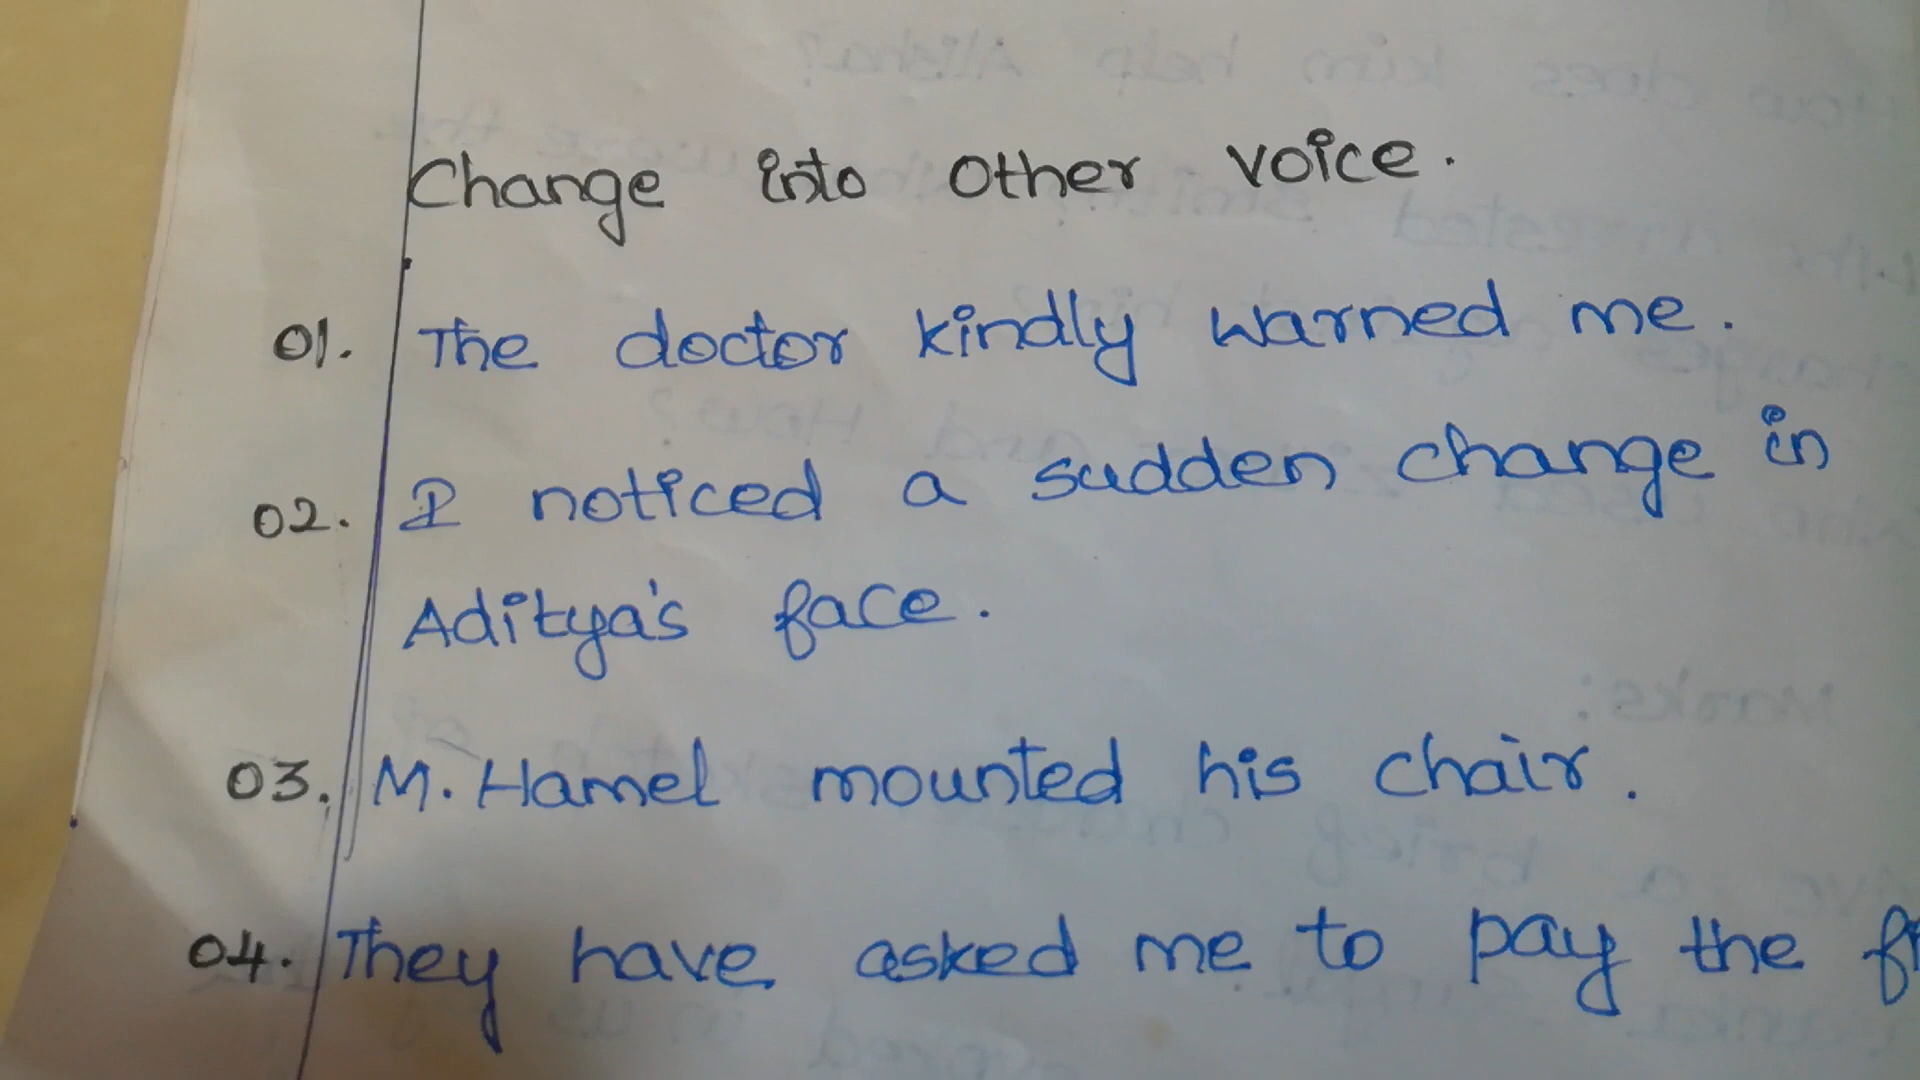 Change into other voice.
01. The doctor kindly warned me.
02. I noticed a sudden change in
Aditya's face.
03. M. Hamel mounted his chair.
04. They have asked me to pay the